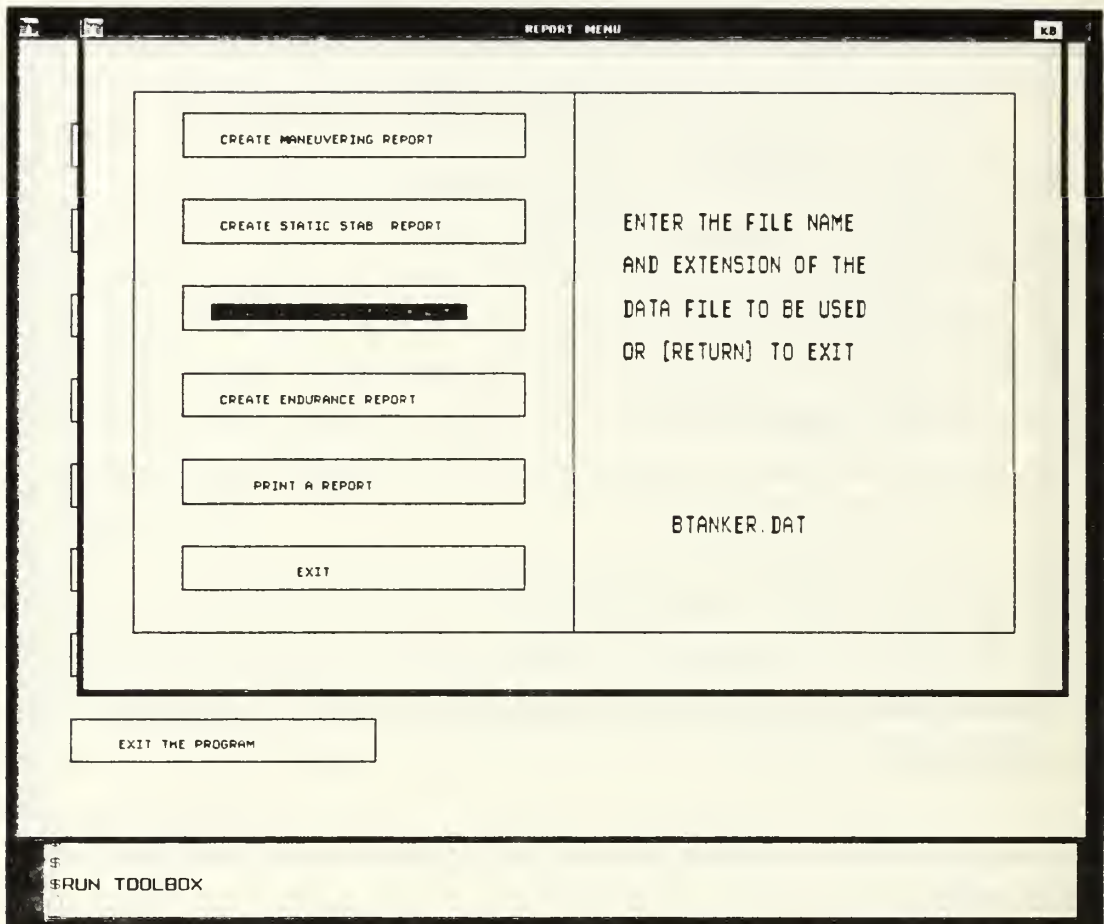 REPORT MENU
KB
CREATE MANEUVERING REPORT
CREATE STATIC STAB REPORT
CREATE ENDURANCE REPORT
PRINT A REPORT
EXIT
ENTER THE FILE NAME
AND EXTENSION OF THE
DATA FILE TO BE USED
OR [RETURN] TO EXIT
BTANKER.DAT
EXIT THE PROGRAM
$
$
$RUN TOOLBOX